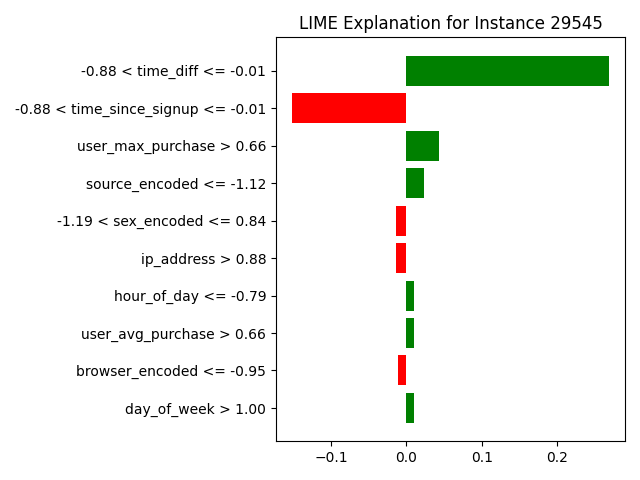 LIME Explanation for Instance 29545
-0.88 < time_diff <= -0.01
-0.88 < time_since_signup <= -0.01
user_max_purchase > 0.66
source_encoded <= -1.12
-1.19 < sex_encoded <= 0.84
ip_address > 0.88
hour_of_day <= -0.79
user_avg_purchase > 0.66
browser_encoded <= -0.95
day_of_week > 1.00
−0.1 0.0 0.1 0.2